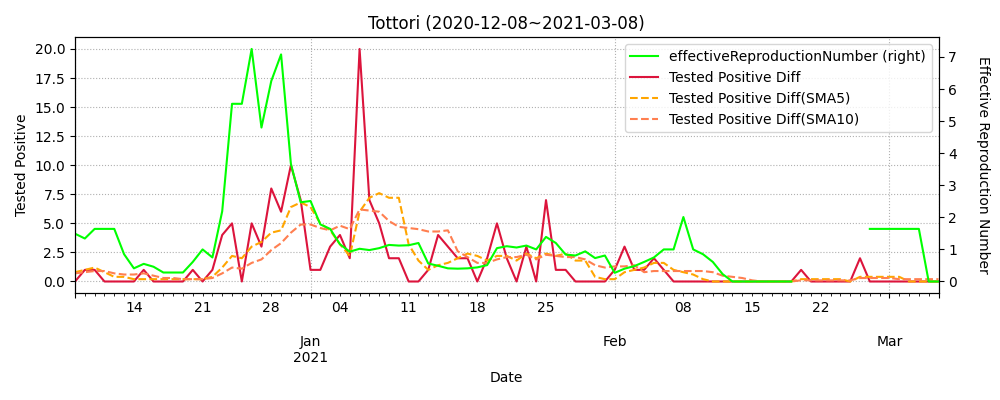 Tottori (2020-12-08~2021-03-08)
effectiveReproductionNumber (right)
Tested Positive Diff
Tested Positive Diff(SMA5)
Tested Positive Diff(SMA10)
Tested Positive
20.0
17.5
15.0
12.5
10.0
7.5
5.0
2.5
0.0
Effective Reproduction Number
7
6
5
4
3
2
1
0
14 21 28 04 11 18 25 08 15 22
Jan Feb Mar
2021
Date